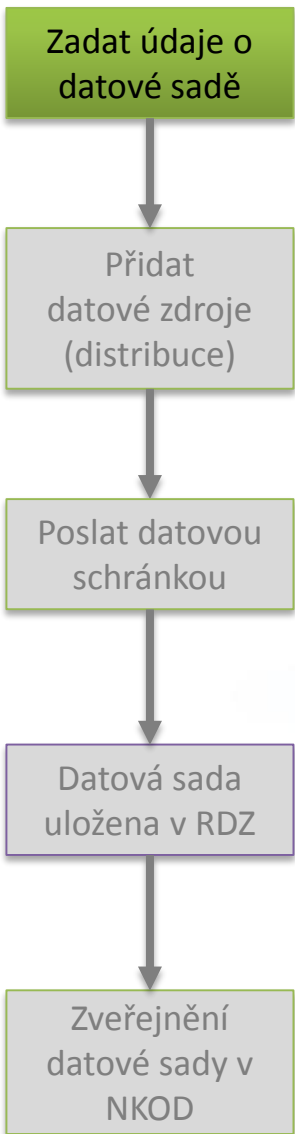 Zadat údaje o
datové sadě
Přidat
datové zdroje
(distribuce)
Poslat datovou
schránkou
Datová sada
uložena v RDZ
Zveřejnění
datové sady v
NKOD